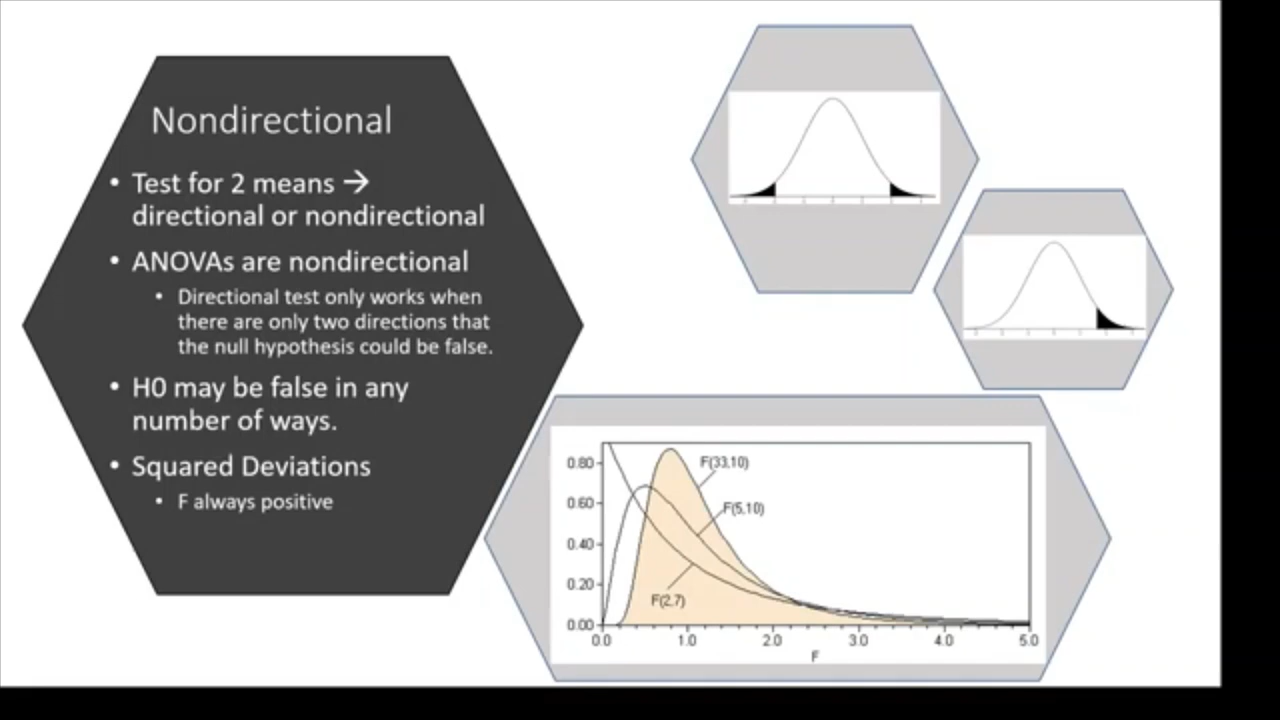 Nondirectional
• Test for 2 means →
directional or nondirectional
• ANOVAs are nondirectional
• Directional test only works when
there are only two directions that
the null hypothesis could be false.
• H0 may be false in any
number of ways.
• Squared Deviations
• F always positive
0.80
0.60
0.40
0.20
0.00
F(33,10)
F(5,10)
F(2,7)
0.0 1.0 2.0 3.0 4.0 5.0
F